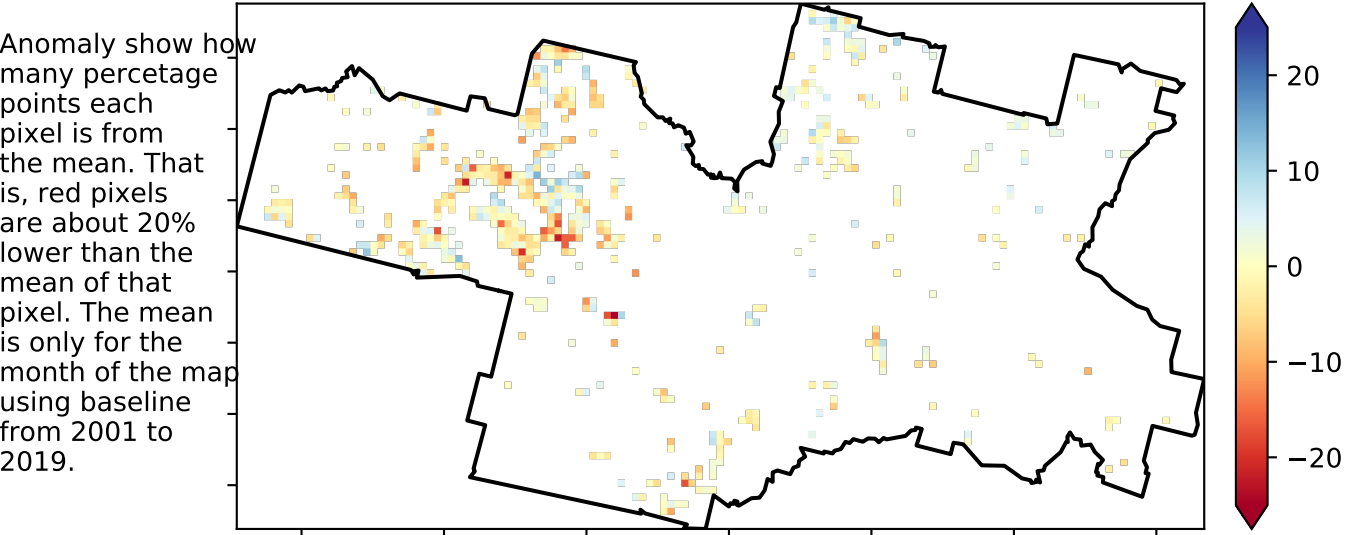 Anomaly show how
many percetage
points each
pixel is from
the mean. That
is, red pixels
are about 20%
lower than the
mean of that
pixel. The mean
is only for the
month of the map
using baseline
from 2001 to
2019.
20
10
0
−10
−20